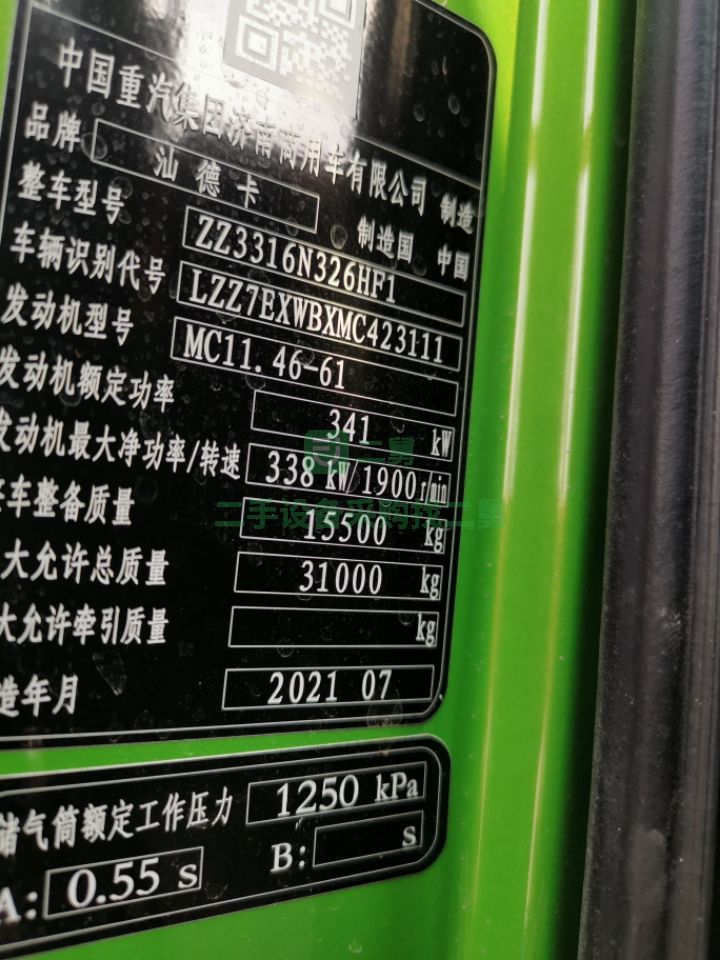 中国重汽集团济南商用车有限公司 制造
品牌 汕德卡 制造国 中国
整车型号 ZZ3316N326HF1
车辆识别代号 LZZ7EXWBXMC423111
发动机型号 MC11.46-61
发动机额定功率 341 kW
发动机最大净功率/转速 338 kW/1900r/min
车整备质量 15500 kg
大允许总质量 31000 kg
大允许牵引质量 kg
造年月 2021 07
储气筒额定工作压力 1250 kPa
A: 0.55 s B: s
二舅
二手设备采购找二舅